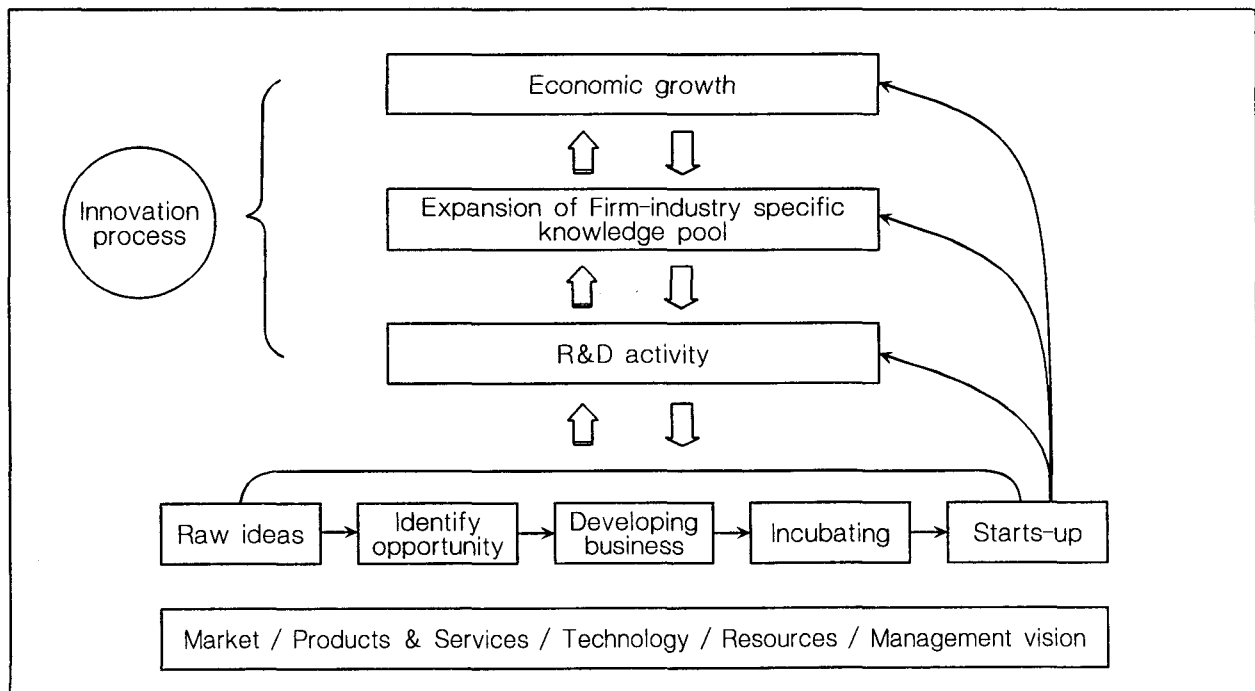 Economic growth
Innovation
process
Expansion of Firm-industry specific
knowledge pool
R&D activity
Raw ideas
Identify
opportunity
Developing
business
Incubating
Starts-up
Market / Products & Services / Technology / Resources / Management vision